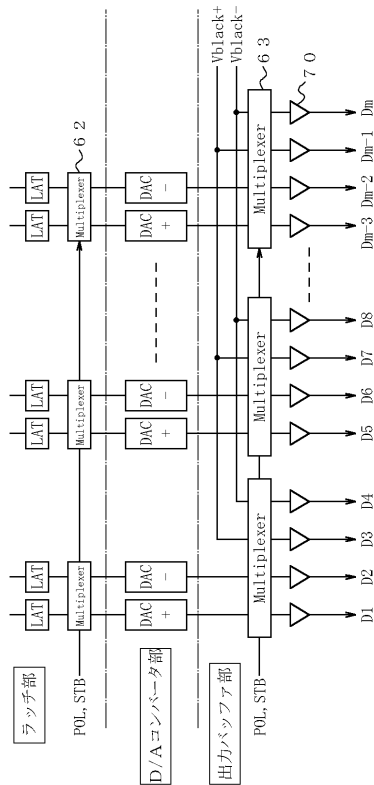 ラッチ部
LAT LAT LAT LAT LAT LAT
POL, STB Multiplexer Multiplexer Multiplexer 62
D/Aコンバータ部
DAC + DAC - DAC + DAC - DAC + DAC -
出力バッファ部
Vblack+
Vblack-
POL, STB Multiplexer Multiplexer Multiplexer 63
70
D1 D2 D3 D4 D5 D6 D7 D8 Dm-3 Dm-2 Dm-1 Dm